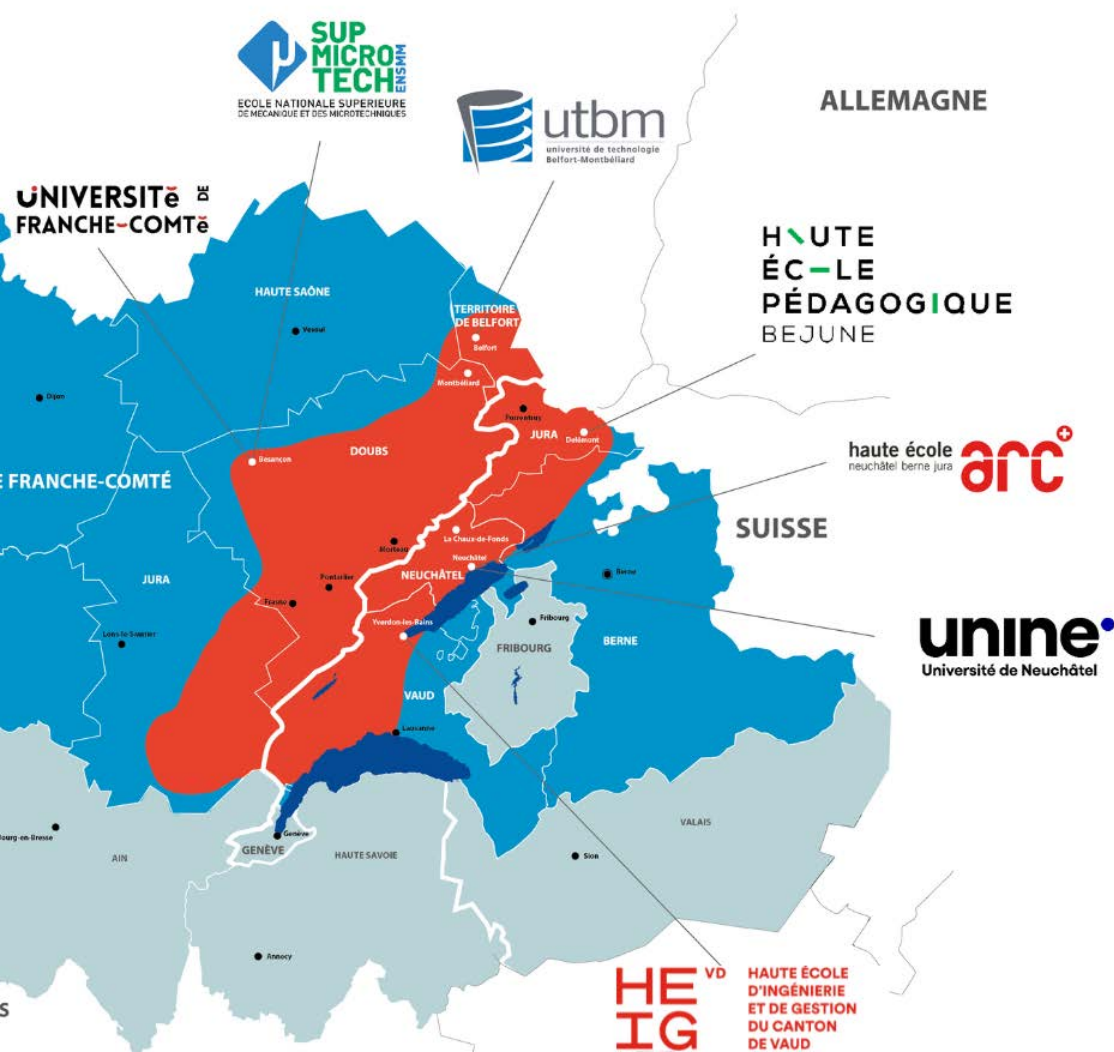 SUP
MICRO
TECH
ENSMM
ECOLE NATIONALE SUPERIEURE
DE MECANIQUE ET DES MICROTECHNIQUES
utbm
université de technologie
Belfort-Montbéliard
ALLEMAGNE
UNIVERSITĕ DE
FRANCHE-COMTĕ
HAUTE
ÉCOLE
PÉDAGOGIQUE
BEJUNE
HAUTE SAÔNE
Vesoul
TERRITOIRE
DE BELFORT
Belfort
Montbéliard
Dijon
Porrentruy
JURA
Delémont
DOUBS
Besançon
haute école
neuchâtel berne jura
arc
E FRANCHE-COMTÉ
SUISSE
La Chaux-de-Fonds
Morteau
Neuchâtel
NEUCHÂTEL
Berne
JURA
Pontarlier
Frasne
Yverdon-les-Bains
Fribourg
Lons-le-Saunier
FRIBOURG
BERNE
unine
Université de Neuchâtel
VAUD
Lausanne
Bourg-en-Bresse
AIN
Genève
GENÈVE
HAUTE SAVOIE
VALAIS
Sion
Annecy
S
HE VD
IG
HAUTE ÉCOLE
D'INGÉNIERIE
ET DE GESTION
DU CANTON
DE VAUD